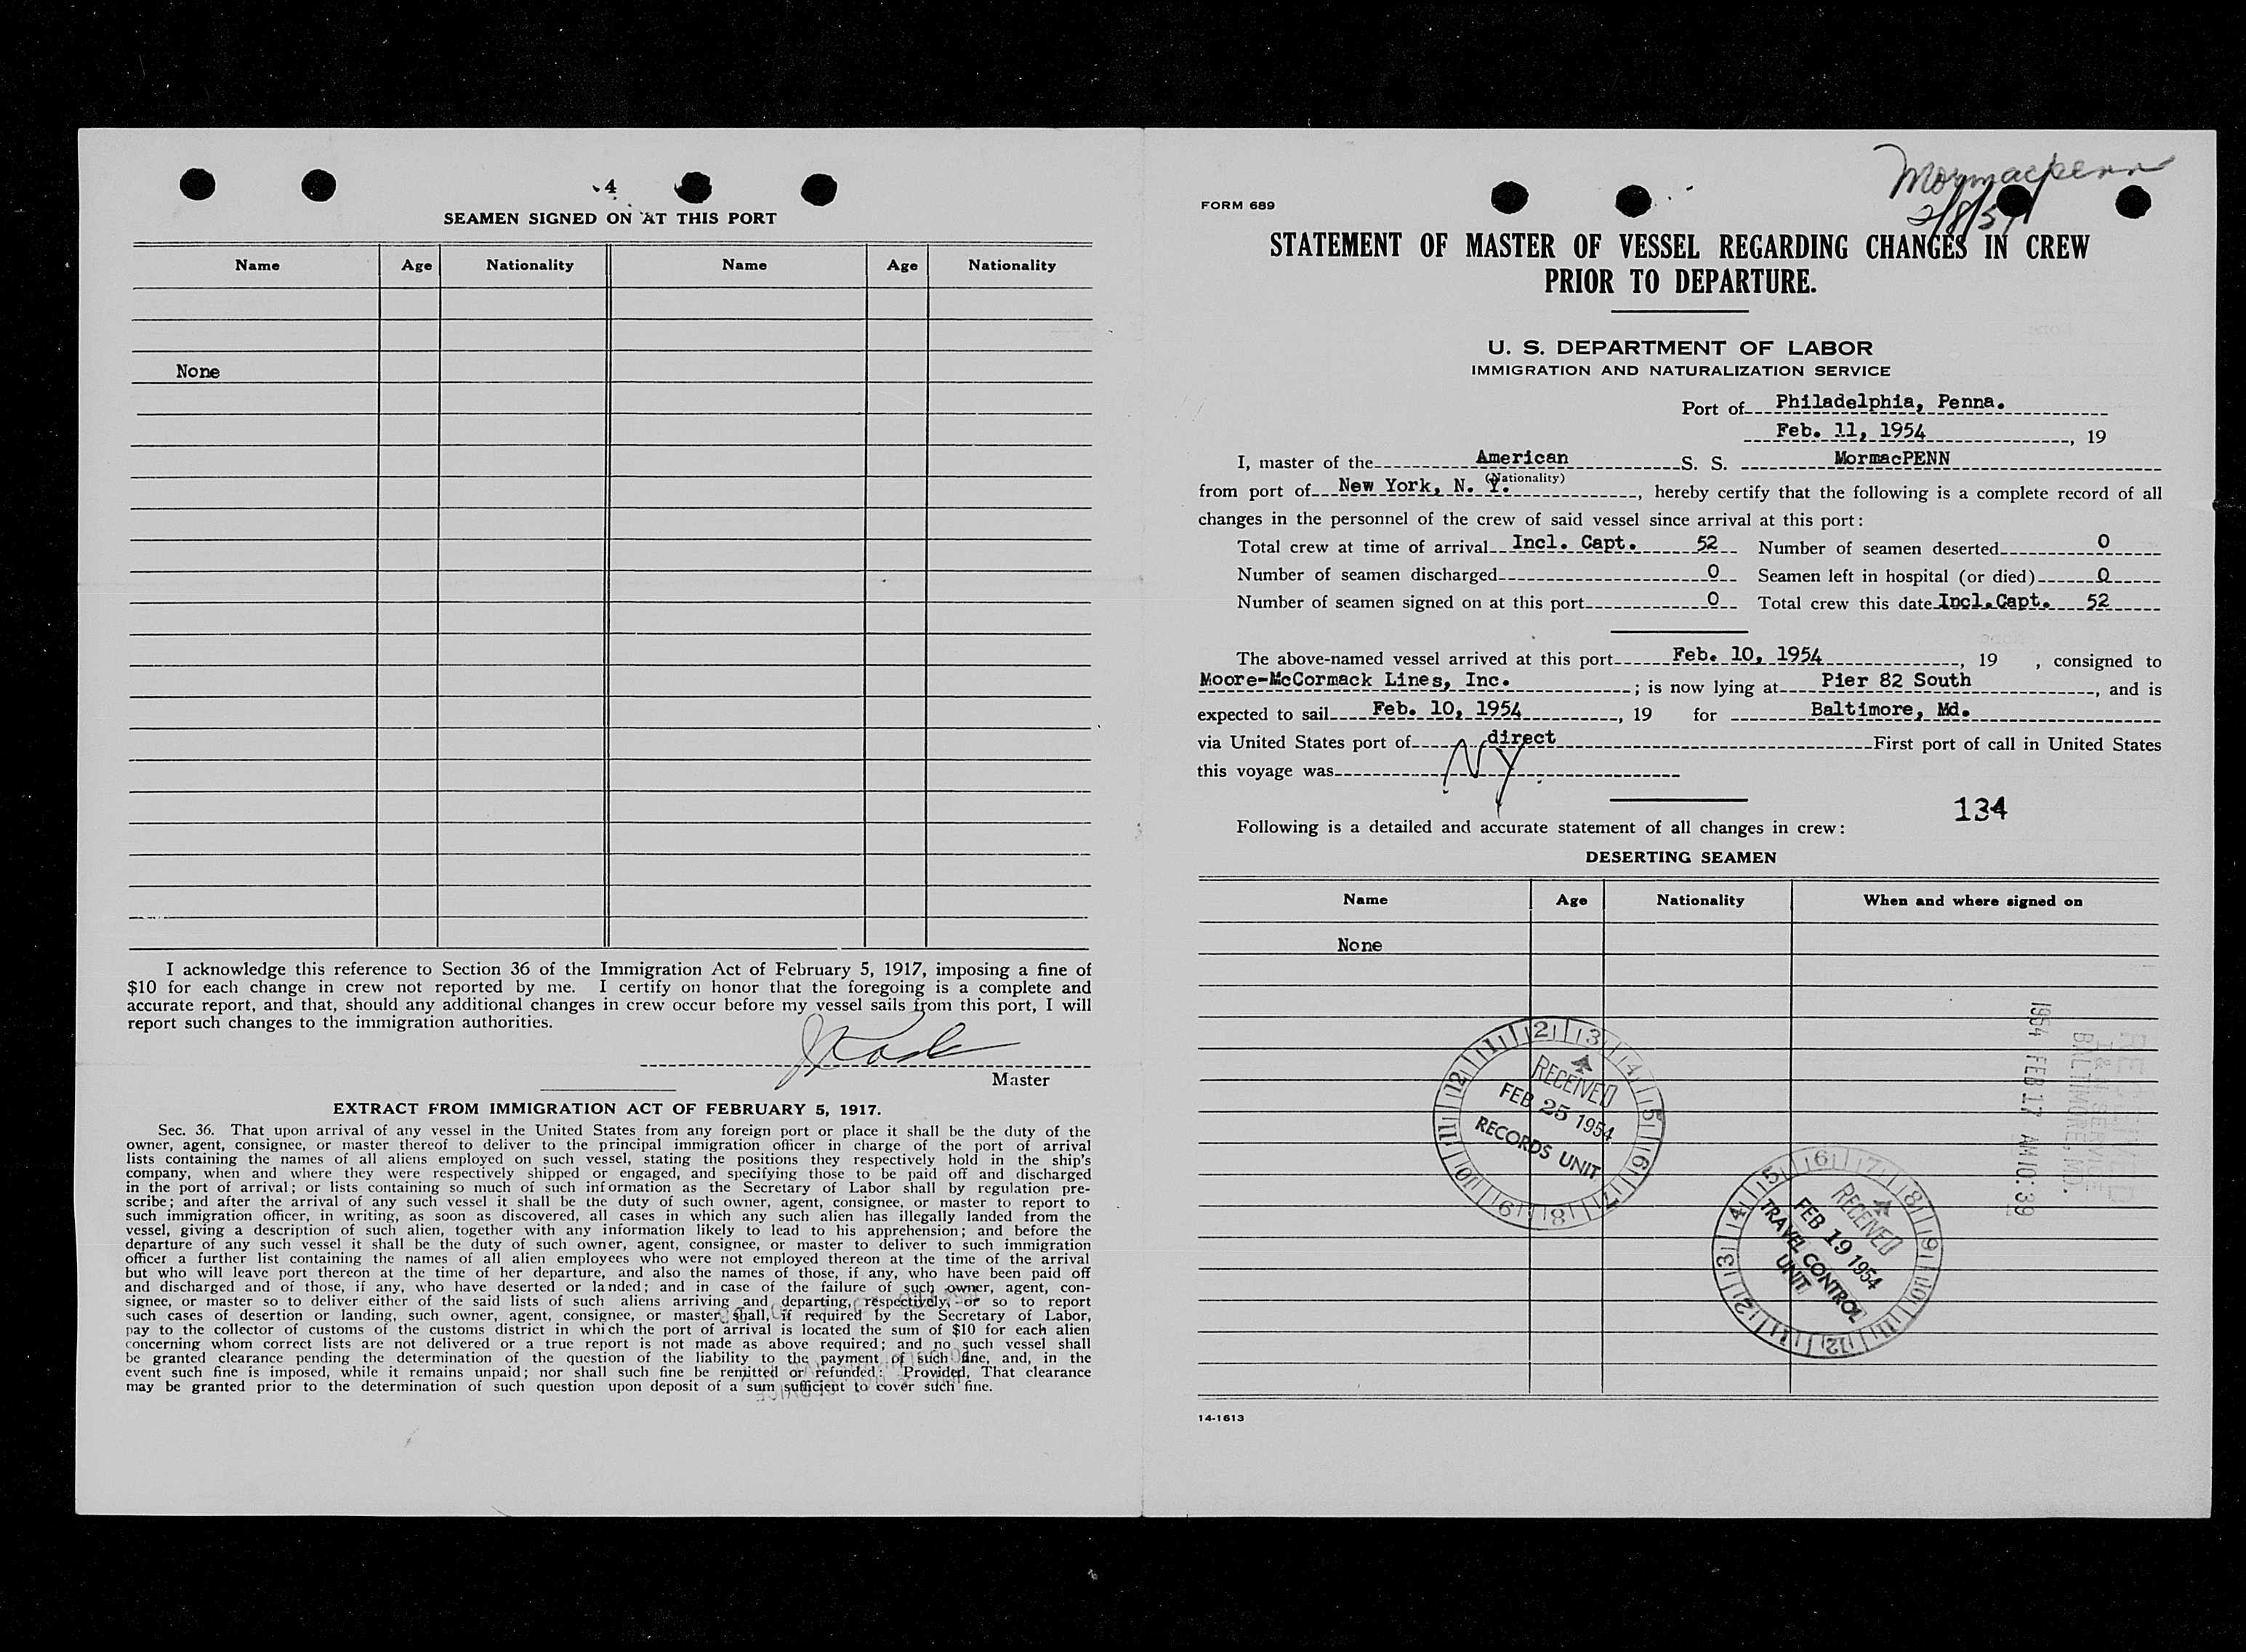 4
SEAMEN SIGNED ON AT THIS PORT
Name Age Nationality Name Age Nationality
None
I acknowledge this reference to Section 36 of the Immigration Act of February 5, 1917, imposing a fine of
$10 for each change in crew not reported by me. I certify on honor that the foregoing is a complete and
accurate report, and that, should any additional changes in crew occur before my vessel sails from this port, I will
report such changes to the immigration authorities.
Master
EXTRACT FROM IMMIGRATION ACT OF FEBRUARY 5, 1917.
Sec. 36. That upon arrival of any vessel in the United States from any foreign port or place it shall be the duty of the
owner, agent, consignee, or master thereof to deliver to the principal immigration officer in charge of the port of arrival
lists containing the names of all aliens employed on such vessel, stating the positions they respectively hold in the ship's
company, when and where they were respectively shipped or engaged, and specifying those to be paid off and discharged
in the port of arrival; or lists containing so much of such information as the Secretary of Labor shall by regulation pre-
scribe; and after the arrival of any such vessel it shall be the duty of such owner, agent, consignee, or master to report to
such immigration officer, in writing, as soon as discovered, all cases in which any such alien has illegally landed from the
vessel, giving a description of such alien, together with any information likely to lead to his apprehension; and before the
departure of any such vessel it shall be the duty of such owner, agent, consignee, or master to deliver to such immigration
officer a further list containing the names of all alien employees who were not employed thereon at the time of the arrival
but who will leave port thereon at the time of her departure, and also the names of those, if any, who have been paid off
and discharged and of those, if any, who have deserted or landed; and in case of the failure of such owner, agent, con-
signee, or master so to deliver either of the said lists of such aliens arriving and departing, respectively, or so to report
such cases of desertion or landing, such owner, agent, consignee, or master shall, if required by the Secretary of Labor,
pay to the collector of customs of the customs district in which the port of arrival is located the sum of $10 for each alien
concerning whom correct lists are not delivered or a true report is not made as above required; and no such vessel shall
be granted clearance pending the determination of the question of the liability to the payment of such fine, and, in the
event such fine is imposed, while it remains unpaid; nor shall such fine be remitted or refunded: Provided, That clearance
may be granted prior to the determination of such question upon deposit of a sum sufficient to cover such fine.
Mormacpenn
2/8/54
FORM 689
STATEMENT OF MASTER OF VESSEL REGARDING CHANGES IN CREW
PRIOR TO DEPARTURE.
U. S. DEPARTMENT OF LABOR
IMMIGRATION AND NATURALIZATION SERVICE
Port of Philadelphia, Penna.
Feb. 11, 1954, 19
I, master of the American S. S. MormacPENN
(Nationality)
from port of New York, N. Y., hereby certify that the following is a complete record of all
changes in the personnel of the crew of said vessel since arrival at this port:
Total crew at time of arrival Incl. Capt. 52 Number of seamen deserted 0
Number of seamen discharged 0 Seamen left in hospital (or died) 0
Number of seamen signed on at this port 0 Total crew this date Incl.Capt. 52
The above-named vessel arrived at this port Feb. 10, 1954, 19 , consigned to
Moore-McCormack Lines, Inc.; is now lying at Pier 82 South, and is
expected to sail Feb. 10, 1954, 19 for Baltimore, Md.
via United States port of direct First port of call in United States
this voyage was NY
134
Following is a detailed and accurate statement of all changes in crew:
DESERTING SEAMEN
Name Age Nationality When and where signed on
None
RECEIVED
FEB 25 1954
RECORDS UNIT
RECEIVED
FEB 19 1954
TRAVEL CONTROL
UNIT
RECEIVED
BALTIMORE, MD.
1954 FEB 17 AM 10:39
14-1613